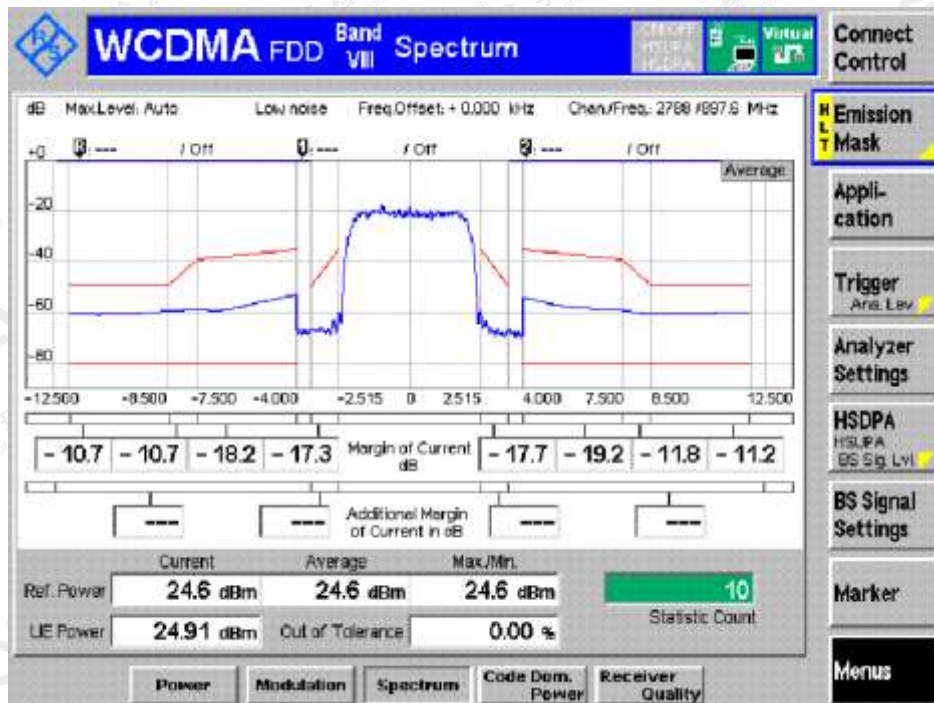 R&S
WCDMA FDD Band VIII Spectrum
Virtual
Connect Control
dB Max.Level: Auto Low noise Freq.Offset: + 0.000 kHz Chan./Freq.: 2788 /897.6 MHz
HLT Emission Mask
--- / Off 1: --- / Off 2: --- / Off
Average
+0
-20
-40
-60
-80
-12.500 -8.500 -7.500 -4.000 -2.515 0 2.515 4.000 7.500 8.500 12.500
Appli-
cation
Trigger
Ana. Lev.
Analyzer
Settings
- 10.7 - 10.7 - 18.2 - 17.3 Margin of Current dB - 17.7 - 19.2 - 11.8 - 11.2
HSDPA
HSUPA
BS Sig. Lvl.
--- --- Additional Margin of Current in dB --- ---
BS Signal
Settings
Current Average Max./Min.
Ref. Power 24.6 dBm 24.6 dBm 24.6 dBm 10
Statistic Count
UE Power 24.91 dBm Out of Tolerance 0.00 %
Marker
Menus
Power Modulation Spectrum Code Dom. Power Receiver Quality